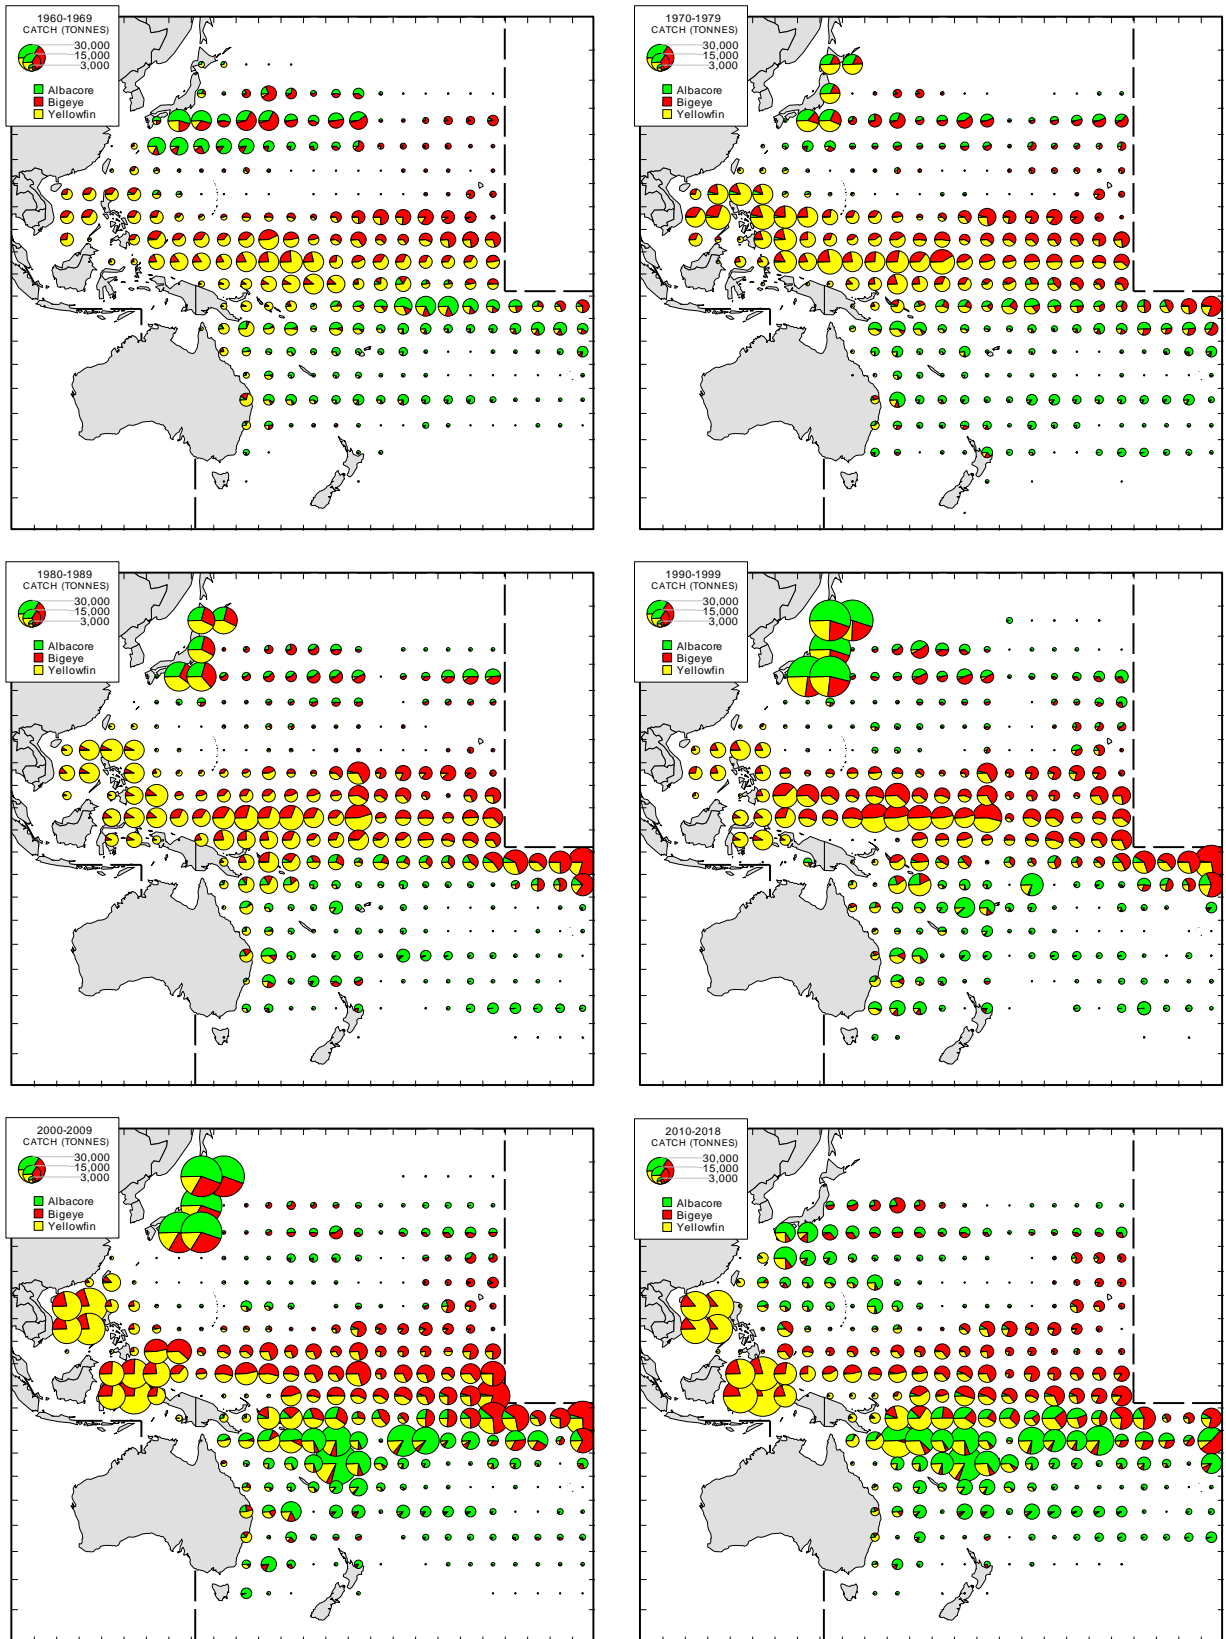 1960-1969
CATCH (TONNES)
30,000
15,000
3,000
Albacore
Bigeye
Yellowfin
1970-1979
CATCH (TONNES)
30,000
15,000
3,000
Albacore
Bigeye
Yellowfin
1980-1989
CATCH (TONNES)
30,000
15,000
3,000
Albacore
Bigeye
Yellowfin
1990-1999
CATCH (TONNES)
30,000
15,000
3,000
Albacore
Bigeye
Yellowfin
2000-2009
CATCH (TONNES)
30,000
15,000
3,000
Albacore
Bigeye
Yellowfin
2010-2018
CATCH (TONNES)
30,000
15,000
3,000
Albacore
Bigeye
Yellowfin